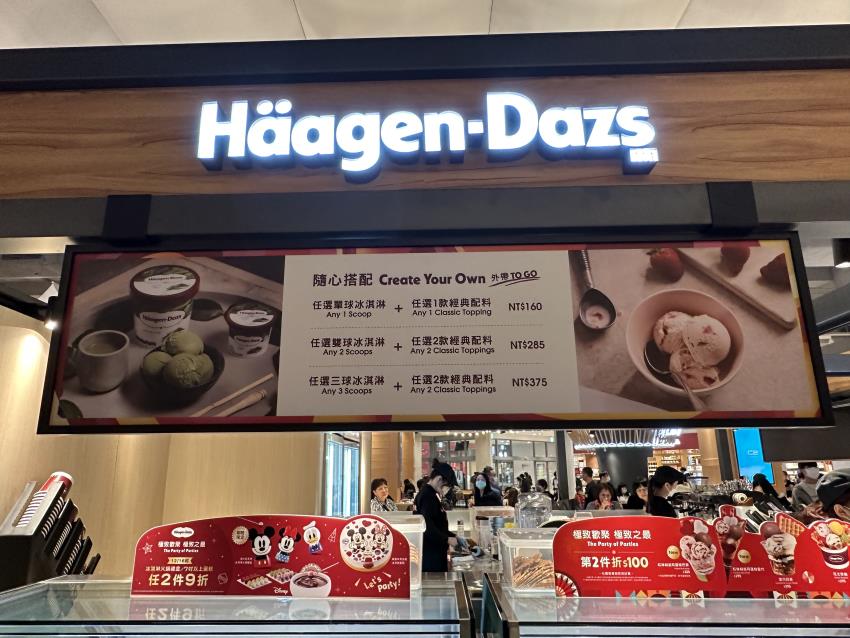 Häagen-Dazs
隨心搭配 Create Your Own 外帶 TO GO
任選單球冰淇淋 + 任選1款經典配料 NT$160
Any 1 Scoop Any 1 Classic Topping
任選雙球冰淇淋 + 任選2款經典配料 NT$285
Any 2 Scoops Any 2 Classic Toppings
任選三球冰淇淋 + 任選2款經典配料 NT$375
Any 3 Scoops Any 2 Classic Toppings
Häagen-Dazs
極致歡聚 極致之最
The Party of Parties
任2件9折
Let's party!
Disney
極致歡聚 極致之最
The Party of Parties
第2件折$100